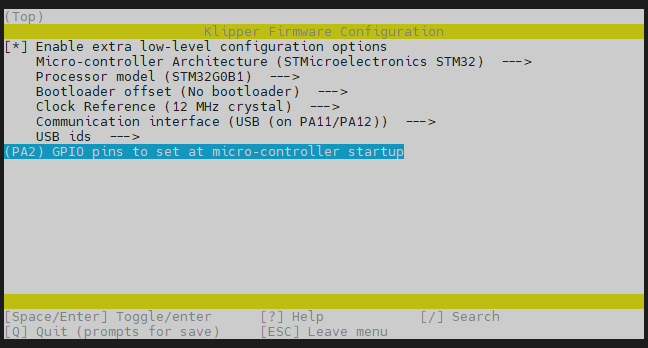 (Top)
Klipper Firmware Configuration
[*] Enable extra low-level configuration options
Micro-controller Architecture (STMicroelectronics STM32)  --->
Processor model (STM32G0B1)  --->
Bootloader offset (No bootloader)  --->
Clock Reference (12 MHz crystal)  --->
Communication interface (USB (on PA11/PA12))  --->
USB ids  --->
(PA2) GPIO pins to set at micro-controller startup
[Space/Enter] Toggle/enter [?] Help [/] Search
[Q] Quit (prompts for save) [ESC] Leave menu